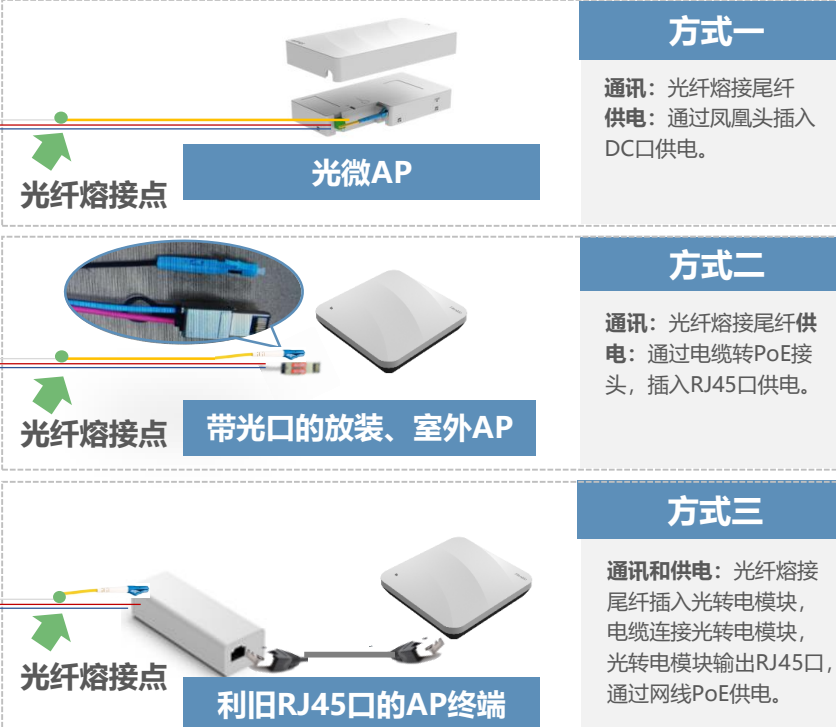 方式一
通讯：光纤熔接尾纤
供电：通过凤凰头插入
DC口供电。
光微AP
光纤熔接点
方式二
通讯：光纤熔接尾纤供
电：通过电缆转PoE接
头，插入RJ45口供电。
带光口的放装、室外AP
光纤熔接点
方式三
通讯和供电：光纤熔接
尾纤插入光转电模块，
电缆连接光转电模块，
光转电模块输出RJ45口，
通过网线PoE供电。
光纤熔接点
利旧RJ45口的AP终端